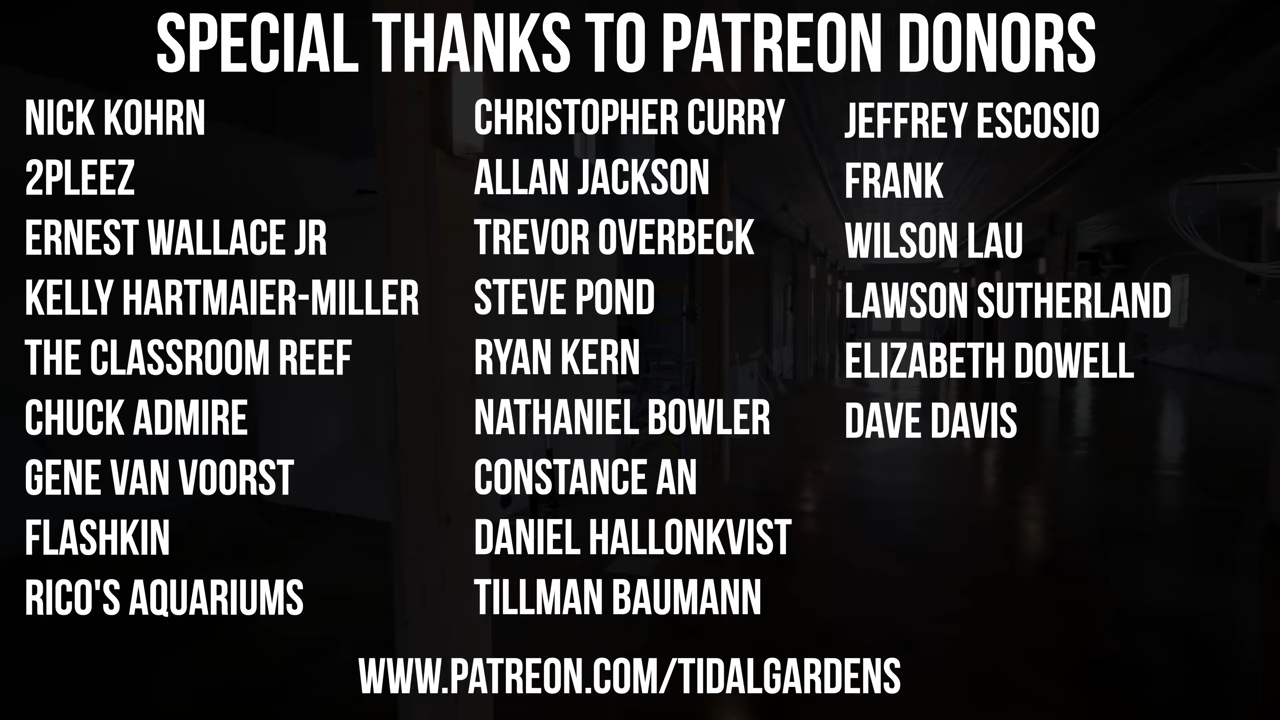 SPECIAL THANKS TO PATREON DONORS
NICK KOHRN
2PLEEZ
ERNEST WALLACE JR
KELLY HARTMAIER-MILLER
THE CLASSROOM REEF
CHUCK ADMIRE
GENE VAN VOORST
FLASHKIN
RICO'S AQUARIUMS
CHRISTOPHER CURRY
ALLAN JACKSON
TREVOR OVERBECK
STEVE POND
RYAN KERN
NATHANIEL BOWLER
CONSTANCE AN
DANIEL HALLONKVIST
TILLMAN BAUMANN
JEFFREY ESCOSIO
FRANK
WILSON LAU
LAWSON SUTHERLAND
ELIZABETH DOWELL
DAVE DAVIS
WWW.PATREON.COM/TIDALGARDENS